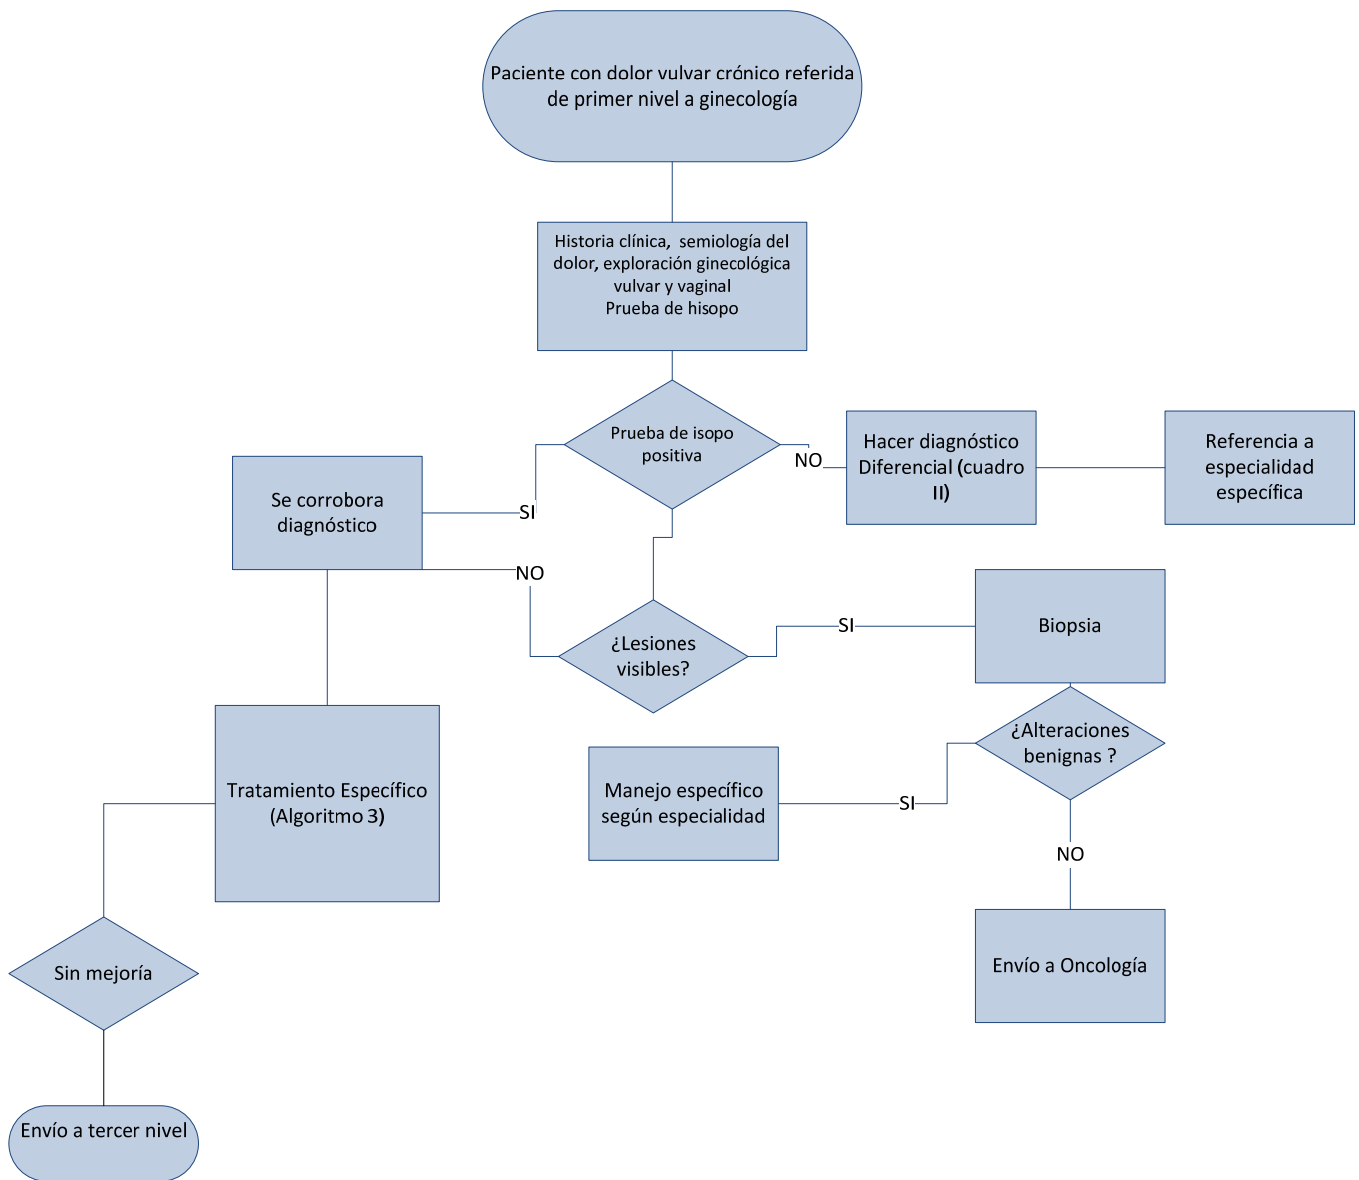 Paciente con dolor vulvar crónico referida
de primer nivel a ginecología
Historia clínica, semiología del
dolor, exploración ginecológica
vulvar y vaginal
Prueba de hisopo
Prueba de isopo
positiva
NO
Hacer diagnóstico
Diferencial (cuadro
II)
Referencia a
especialidad
específica
SI
Se corrobora
diagnóstico
NO
¿Lesiones
visibles?
SI
Biopsia
¿Alteraciones
benignas ?
SI
Manejo específico
según especialidad
NO
Envío a Oncología
Tratamiento Específico
(Algoritmo 3)
Sin mejoría
Envío a tercer nivel